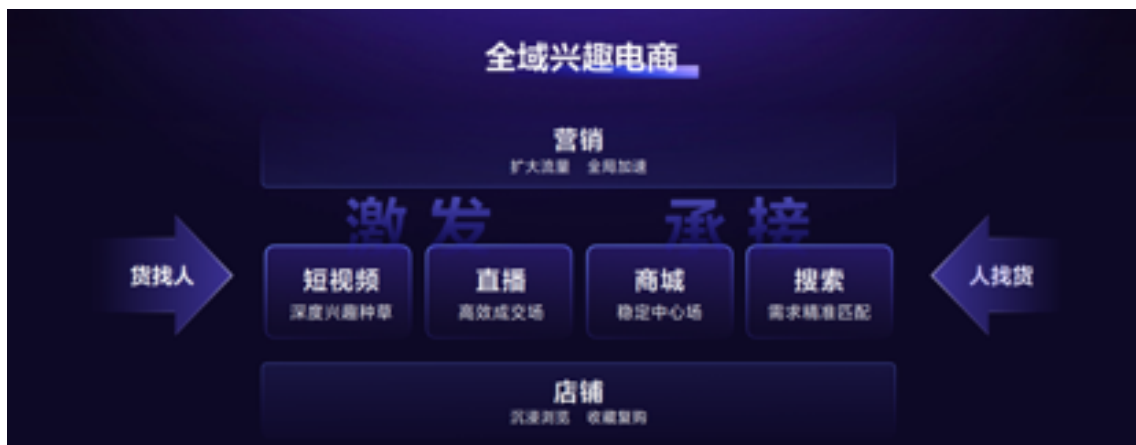 全域兴趣电商
营销
扩大流量 全局加速
激发 承接
货找人
短视频 直播 商城 搜索
深度兴趣种草 高效成交场 稳定中心场 需求精准匹配
人找货
店铺
沉浸浏览 收藏复购